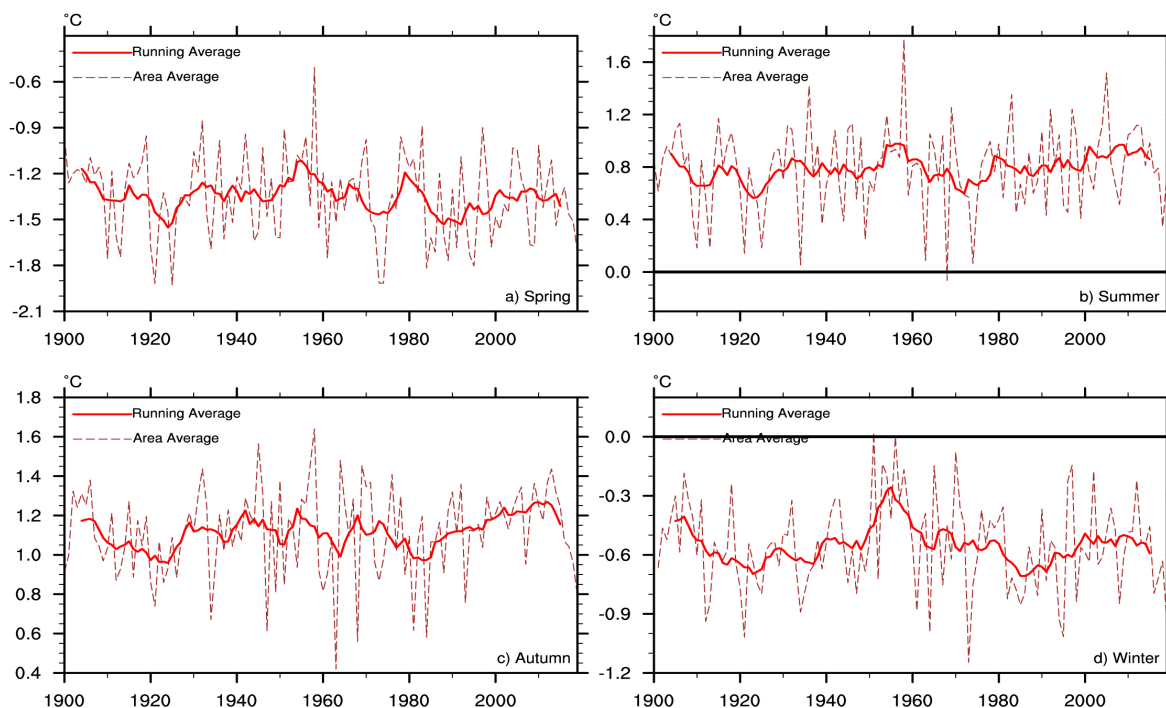 °C
-0.6
-0.9
-1.2
-1.5
-1.8
-2.1
Running Average
Area Average
a) Spring
1900 1920 1940 1960 1980 2000
°C
1.6
1.2
0.8
0.4
0.0
Running Average
Area Average
b) Summer
1900 1920 1940 1960 1980 2000
°C
1.8
1.6
1.4
1.2
1.0
0.8
0.6
0.4
Running Average
Area Average
c) Autumn
1900 1920 1940 1960 1980 2000
°C
0.0
-0.3
-0.6
-0.9
-1.2
Running Average
Area Average
d) Winter
1900 1920 1940 1960 1980 2000